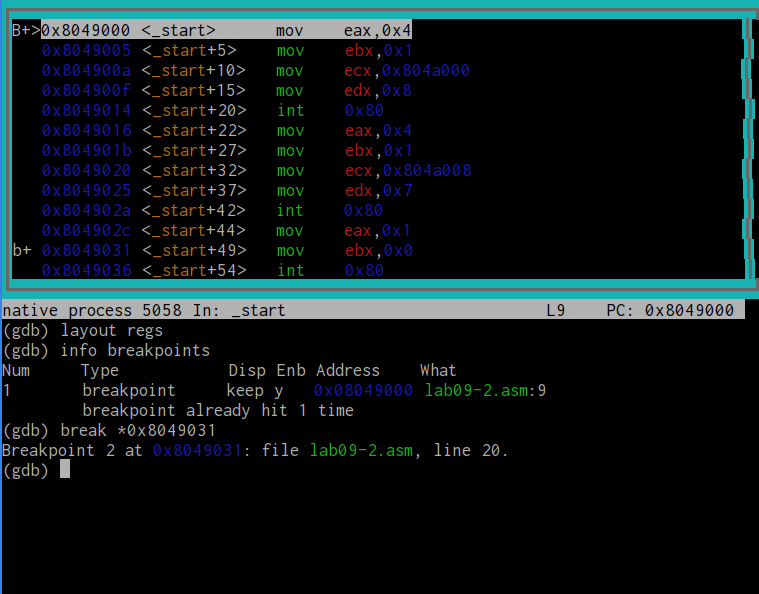 B+>0x8049000 <_start>      mov    eax,0x4
0x8049005 <_start+5>    mov    ebx,0x1
0x804900a <_start+10>   mov    ecx,0x804a000
0x804900f <_start+15>   mov    edx,0x8
0x8049014 <_start+20>   int    0x80
0x8049016 <_start+22>   mov    eax,0x4
0x804901b <_start+27>   mov    ebx,0x1
0x8049020 <_start+32>   mov    ecx,0x804a008
0x8049025 <_start+37>   mov    edx,0x7
0x804902a <_start+42>   int    0x80
0x804902c <_start+44>   mov    eax,0x1
b+ 0x8049031 <_start+49>   mov    ebx,0x0
0x8049036 <_start+54>   int    0x80
native process 5058 In: _start    L9    PC: 0x8049000
(gdb) layout regs
(gdb) info breakpoints
Num     Type           Disp Enb Address    What
1       breakpoint     keep y   0x08049000 lab09-2.asm:9
breakpoint already hit 1 time
(gdb) break *0x8049031
Breakpoint 2 at 0x8049031: file lab09-2.asm, line 20.
(gdb)